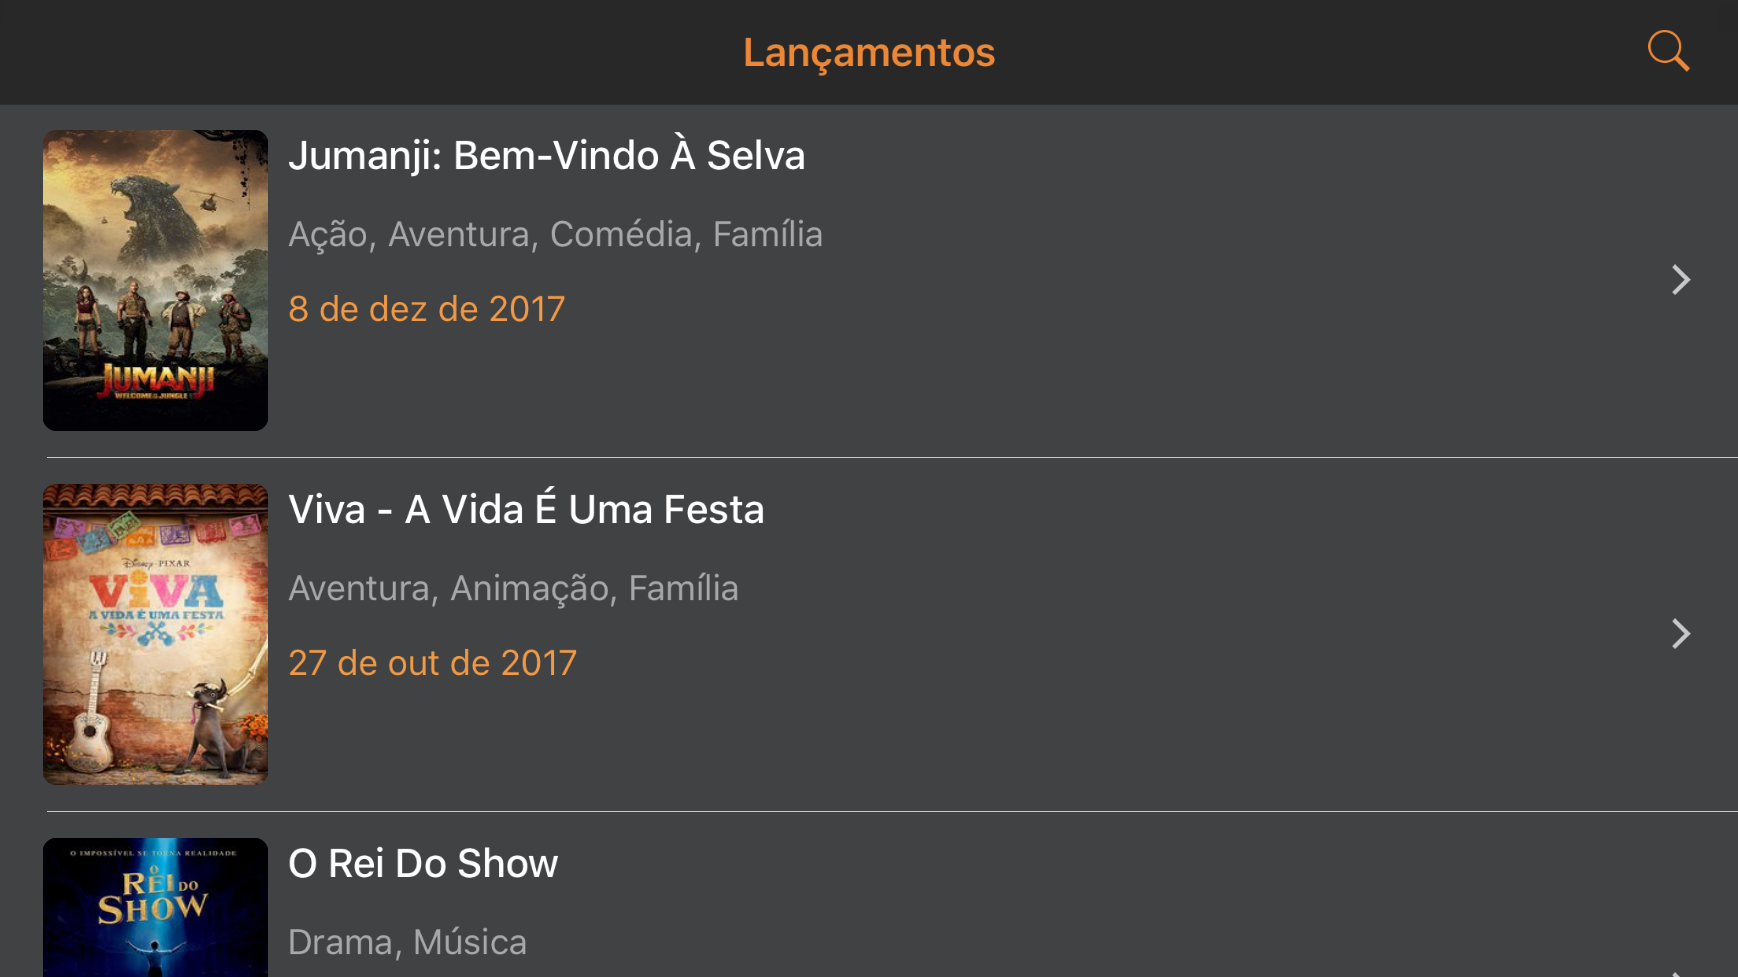 Lançamentos
Jumanji: Bem-Vindo À Selva
Ação, Aventura, Comédia, Família
8 de dez de 2017
JUMANJI
WELCOME TO THE JUNGLE
Viva - A Vida É Uma Festa
Aventura, Animação, Família
27 de out de 2017
DISNEY·PIXAR
VIVA
A VIDA É UMA FESTA
O Rei Do Show
Drama, Música
O IMPOSSÍVEL SE TORNA REALIDADE
O
REI DO
SHOW